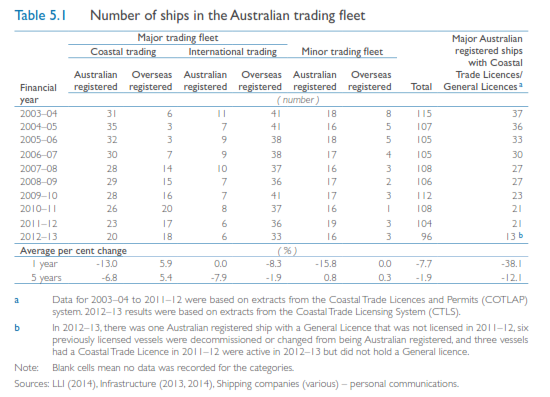 Table 5.1 Number of ships in the Australian trading fleet
Major trading fleet
Major Australian
registered ships
with Coastal
Trade Licences/
General Licences a
Coastal trading International trading Minor trading fleet
Australian Overseas Australian Overseas Australian Overseas
Financial registered registered registered registered registered registered Total
year (number)
2003–04 31 6 11 41 18 8 115 37
2004–05 35 3 7 41 16 5 107 36
2005–06 32 3 9 38 18 5 105 33
2006–07 30 7 9 38 17 4 105 30
2007–08 28 14 10 37 16 3 108 27
2008–09 29 15 7 36 17 2 106 27
2009–10 28 16 7 41 17 3 112 23
2010–11 26 20 8 37 16 1 108 21
2011–12 23 17 6 36 19 3 104 21
2012–13 20 18 6 33 16 3 96 13 b
Average per cent change (%)
1 year -13.0 5.9 0.0 -8.3 -15.8 0.0 -7.7 -38.1
5 years -6.8 5.4 -7.9 -1.9 0.8 0.3 -1.9 -12.1
a Data for 2003–04 to 2011–12 were based on extracts from the Coastal Trade Licences and Permits (COTLAP)
system. 2012–13 results were based on extracts from the Coastal Trade Licensing System (CTLS).
b In 2012–13, there was one Australian registered ship with a General Licence that was not licensed in 2011–12, six
previously licensed vessels were decommissioned or changed from being Australian registered, and three vessels
had a Coastal Trade Licence in 2011–12 were active in 2012–13 but did not hold a General licence.
Note: Blank cells mean no data was recorded for the categories.
Sources: LLI (2014), Infrastructure (2013, 2014), Shipping companies (various) – personal communications.